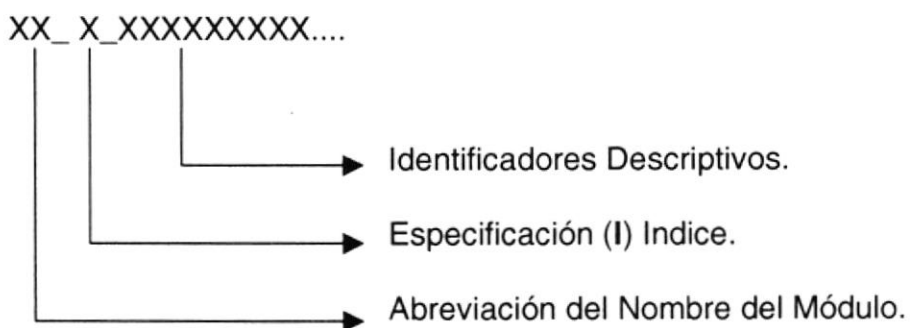 XX_ X_XXXXXXXXX....
Identificadores Descriptivos.
Especificación (I) Indice.
Abreviación del Nombre del Módulo.